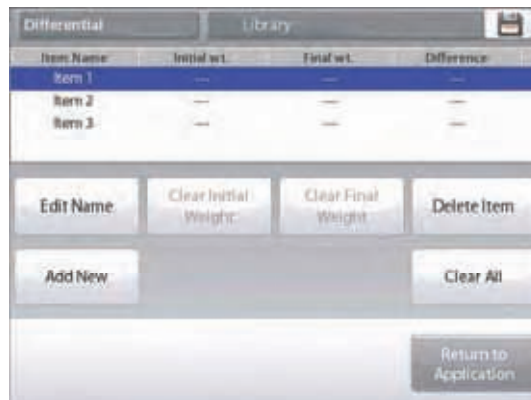 Differential Library
Item Name Initial wt. Final wt. Difference
Item 1 --- --- ---
Item 2 --- --- ---
Item 3 --- --- ---
Edit Name Clear Initial Weight Clear Final Weight Delete Item
Add New Clear All
Return to Application